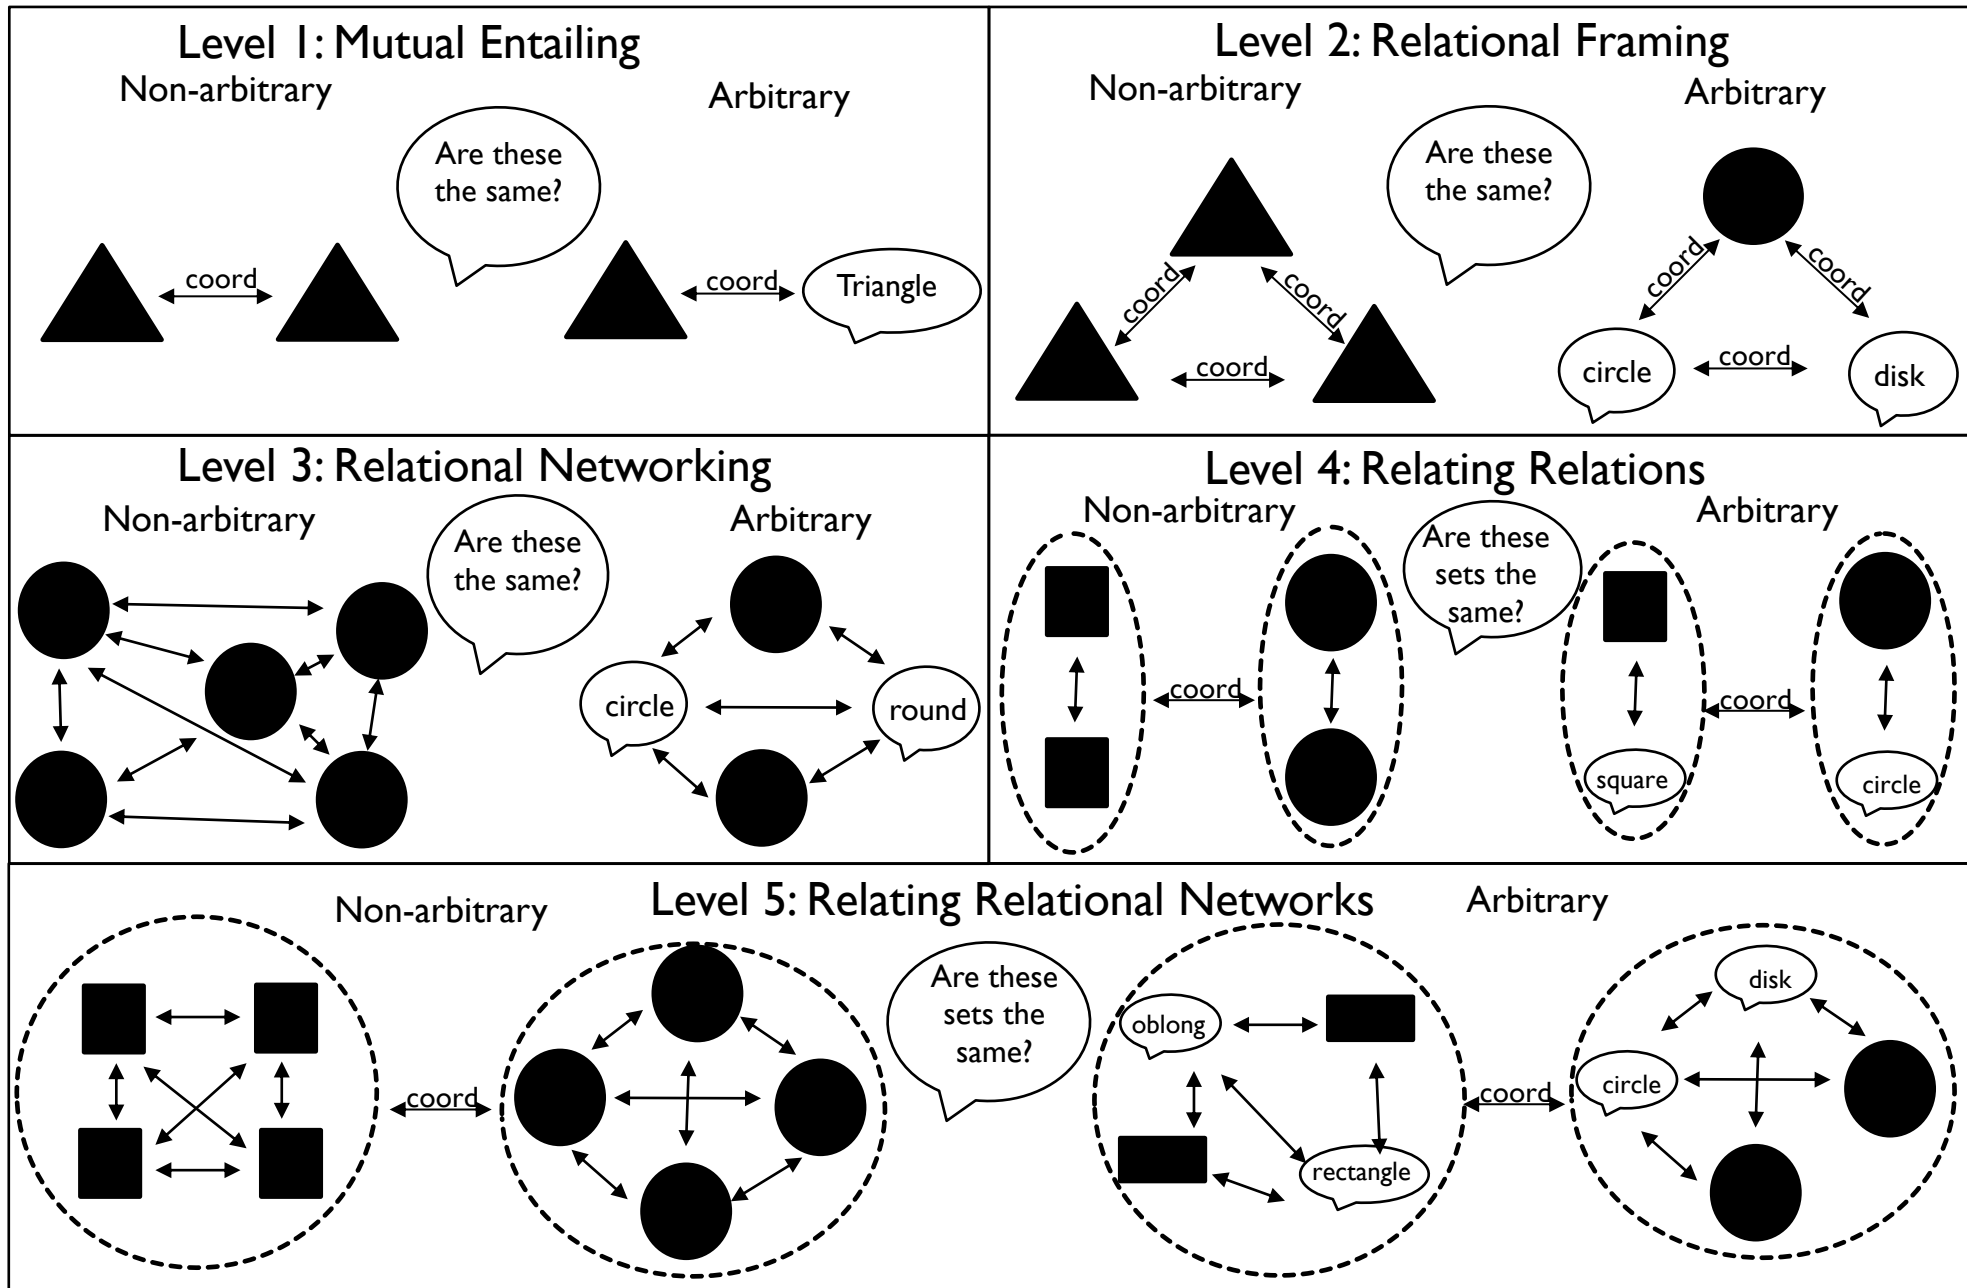 Level 1: Mutual Entailing
Non-arbitrary
Arbitrary
Are these
the same?
coord
coord
Triangle
Level 2: Relational Framing
Non-arbitrary
Arbitrary
Are these
the same?
coord
coord
coord
coord
coord
coord
circle
disk
Level 3: Relational Networking
Non-arbitrary
Arbitrary
Are these
the same?
circle
round
Level 4: Relating Relations
Non-arbitrary
Arbitrary
Are these
sets the
same?
coord
coord
square
circle
Level 5: Relating Relational Networks
Non-arbitrary
Arbitrary
coord
Are these
sets the
same?
oblong
rectangle
coord
disk
circle